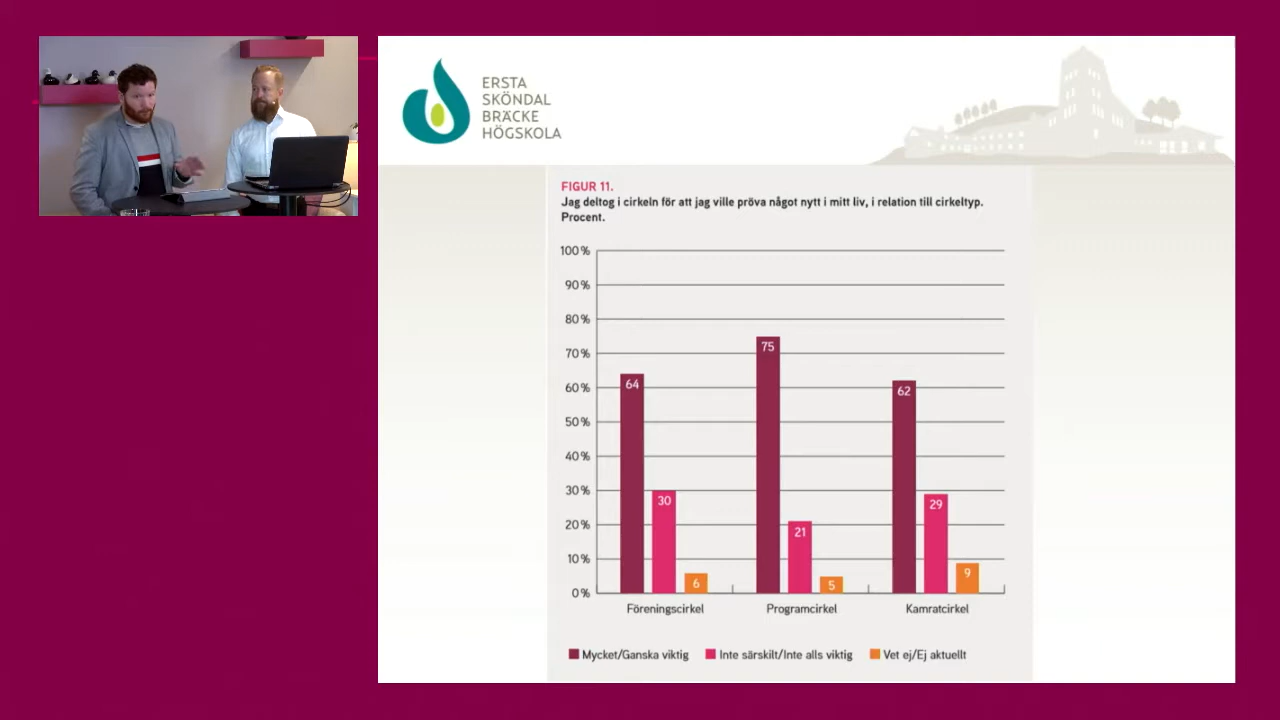 ERSTA
SKÖNDAL
BRÄCKE
HÖGSKOLA
FIGUR 11.
Jag deltog i cirkeln för att jag ville pröva något nytt i mitt liv, i relation till cirkeltyp.
Procent.
100 %
90 %
80 %
70 %
60 %
50 %
40 %
30 %
20 %
10 %
0 %
64
30
6
75
21
5
62
29
9
Föreningscirkel
Programcirkel
Kamratcirkel
Mycket/Ganska viktig
Inte särskilt/Inte alls viktig
Vet ej/Ej aktuellt